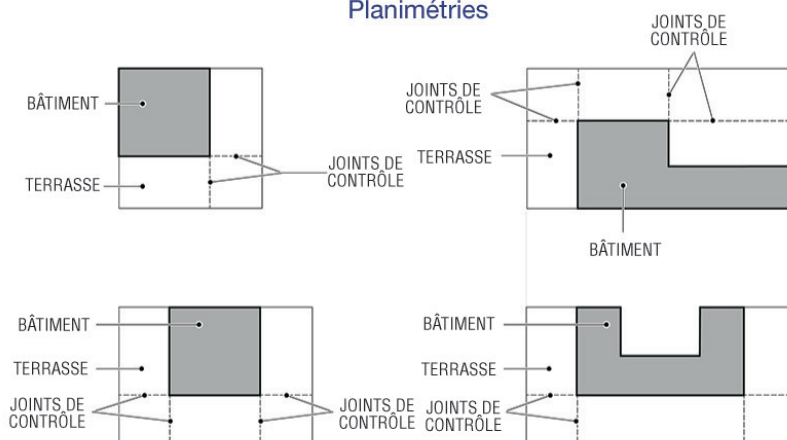 Planimétries
BÂTIMENT
TERRASSE
JOINTS DE
CONTRÔLE
JOINTS DE
CONTRÔLE
JOINTS DE
CONTRÔLE
TERRASSE
BÂTIMENT
BÂTIMENT
TERRASSE
JOINTS DE
CONTRÔLE
JOINTS DE
CONTRÔLE
BÂTIMENT
TERRASSE
JOINTS DE
CONTRÔLE